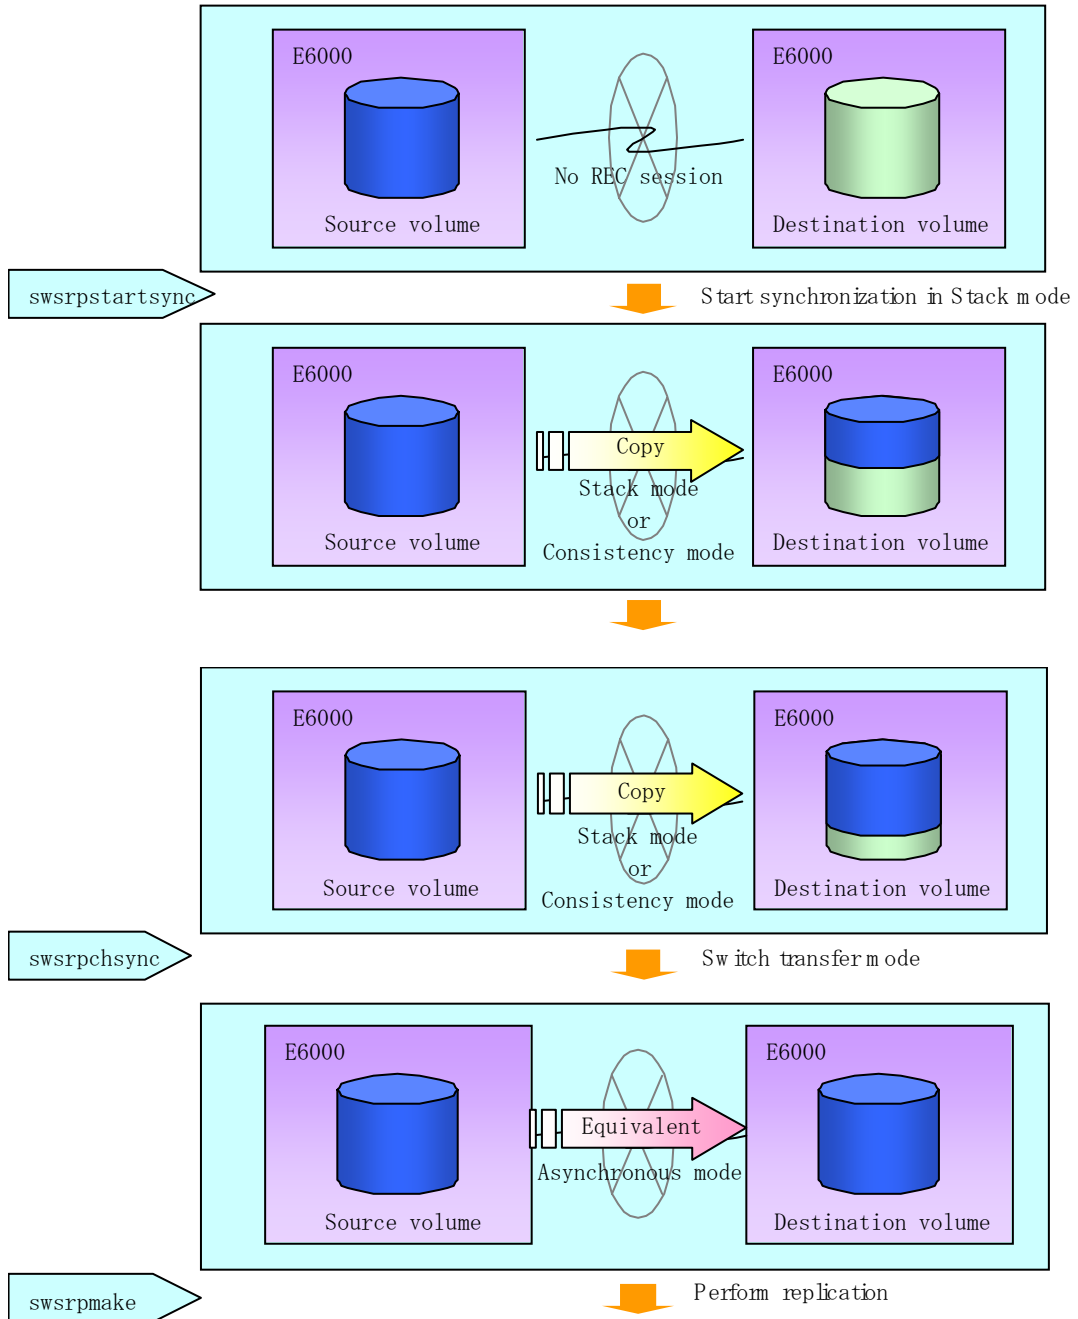 E6000
E6000
No REC session
Source volume
Destination volume
swsrpstartsync
Start synchronization in Stack mode
E6000
E6000
Copy
Stack mode
or
Consistency mode
Source volume
Destination volume
E6000
E6000
Copy
Stack mode
or
Consistency mode
Source volume
Destination volume
swsrpchsync
Switch transfer mode
E6000
E6000
Equivalent
Asynchronous mode
Source volume
Destination volume
swsrpmake
Perform replication